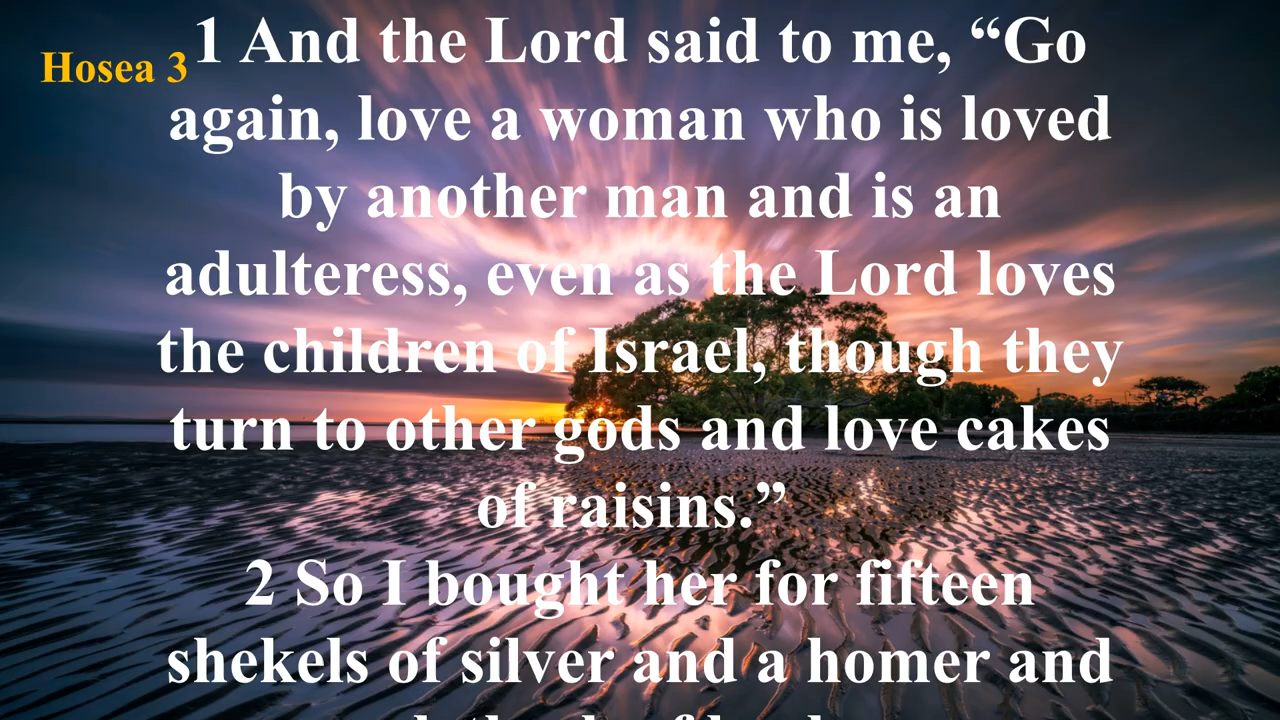 Hosea 3
1 And the Lord said to me, “Go
again, love a woman who is loved
by another man and is an
adulteress, even as the Lord loves
the children of Israel, though they
turn to other gods and love cakes
of raisins.”
2 So I bought her for fifteen
shekels of silver and a homer and